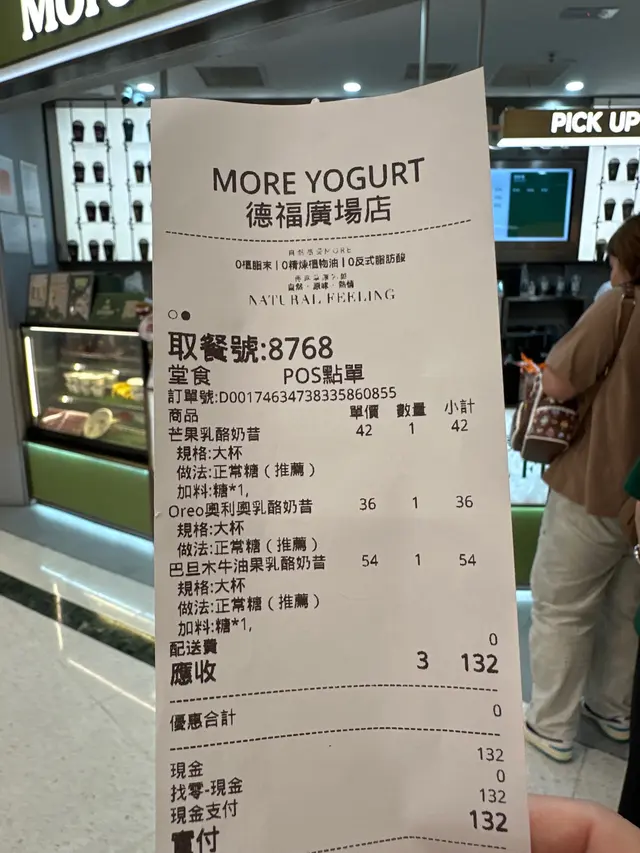 PICK UP
MORE YOGURT
德福廣場店
0植脂末 | 0精煉植物油 | 0反式脂肪酸
自然·原味·熱情
NATURAL FEELING
取餐號:8768
堂食 POS點單
訂單號:D00174634738335860855
商品 單價 數量 小計
芒果乳酪奶昔 42 1 42
規格:大杯
做法:正常糖（推薦）
加料:糖*1,
Oreo奧利奧乳酪奶昔 36 1 36
規格:大杯
做法:正常糖（推薦）
巴旦木牛油果乳酪奶昔 54 1 54
規格:大杯
做法:正常糖（推薦）
加料:糖*1,
配送費 0
應收 3 132
優惠合計 0
現金 132
找零-現金 0
現金支付 132
實付 132